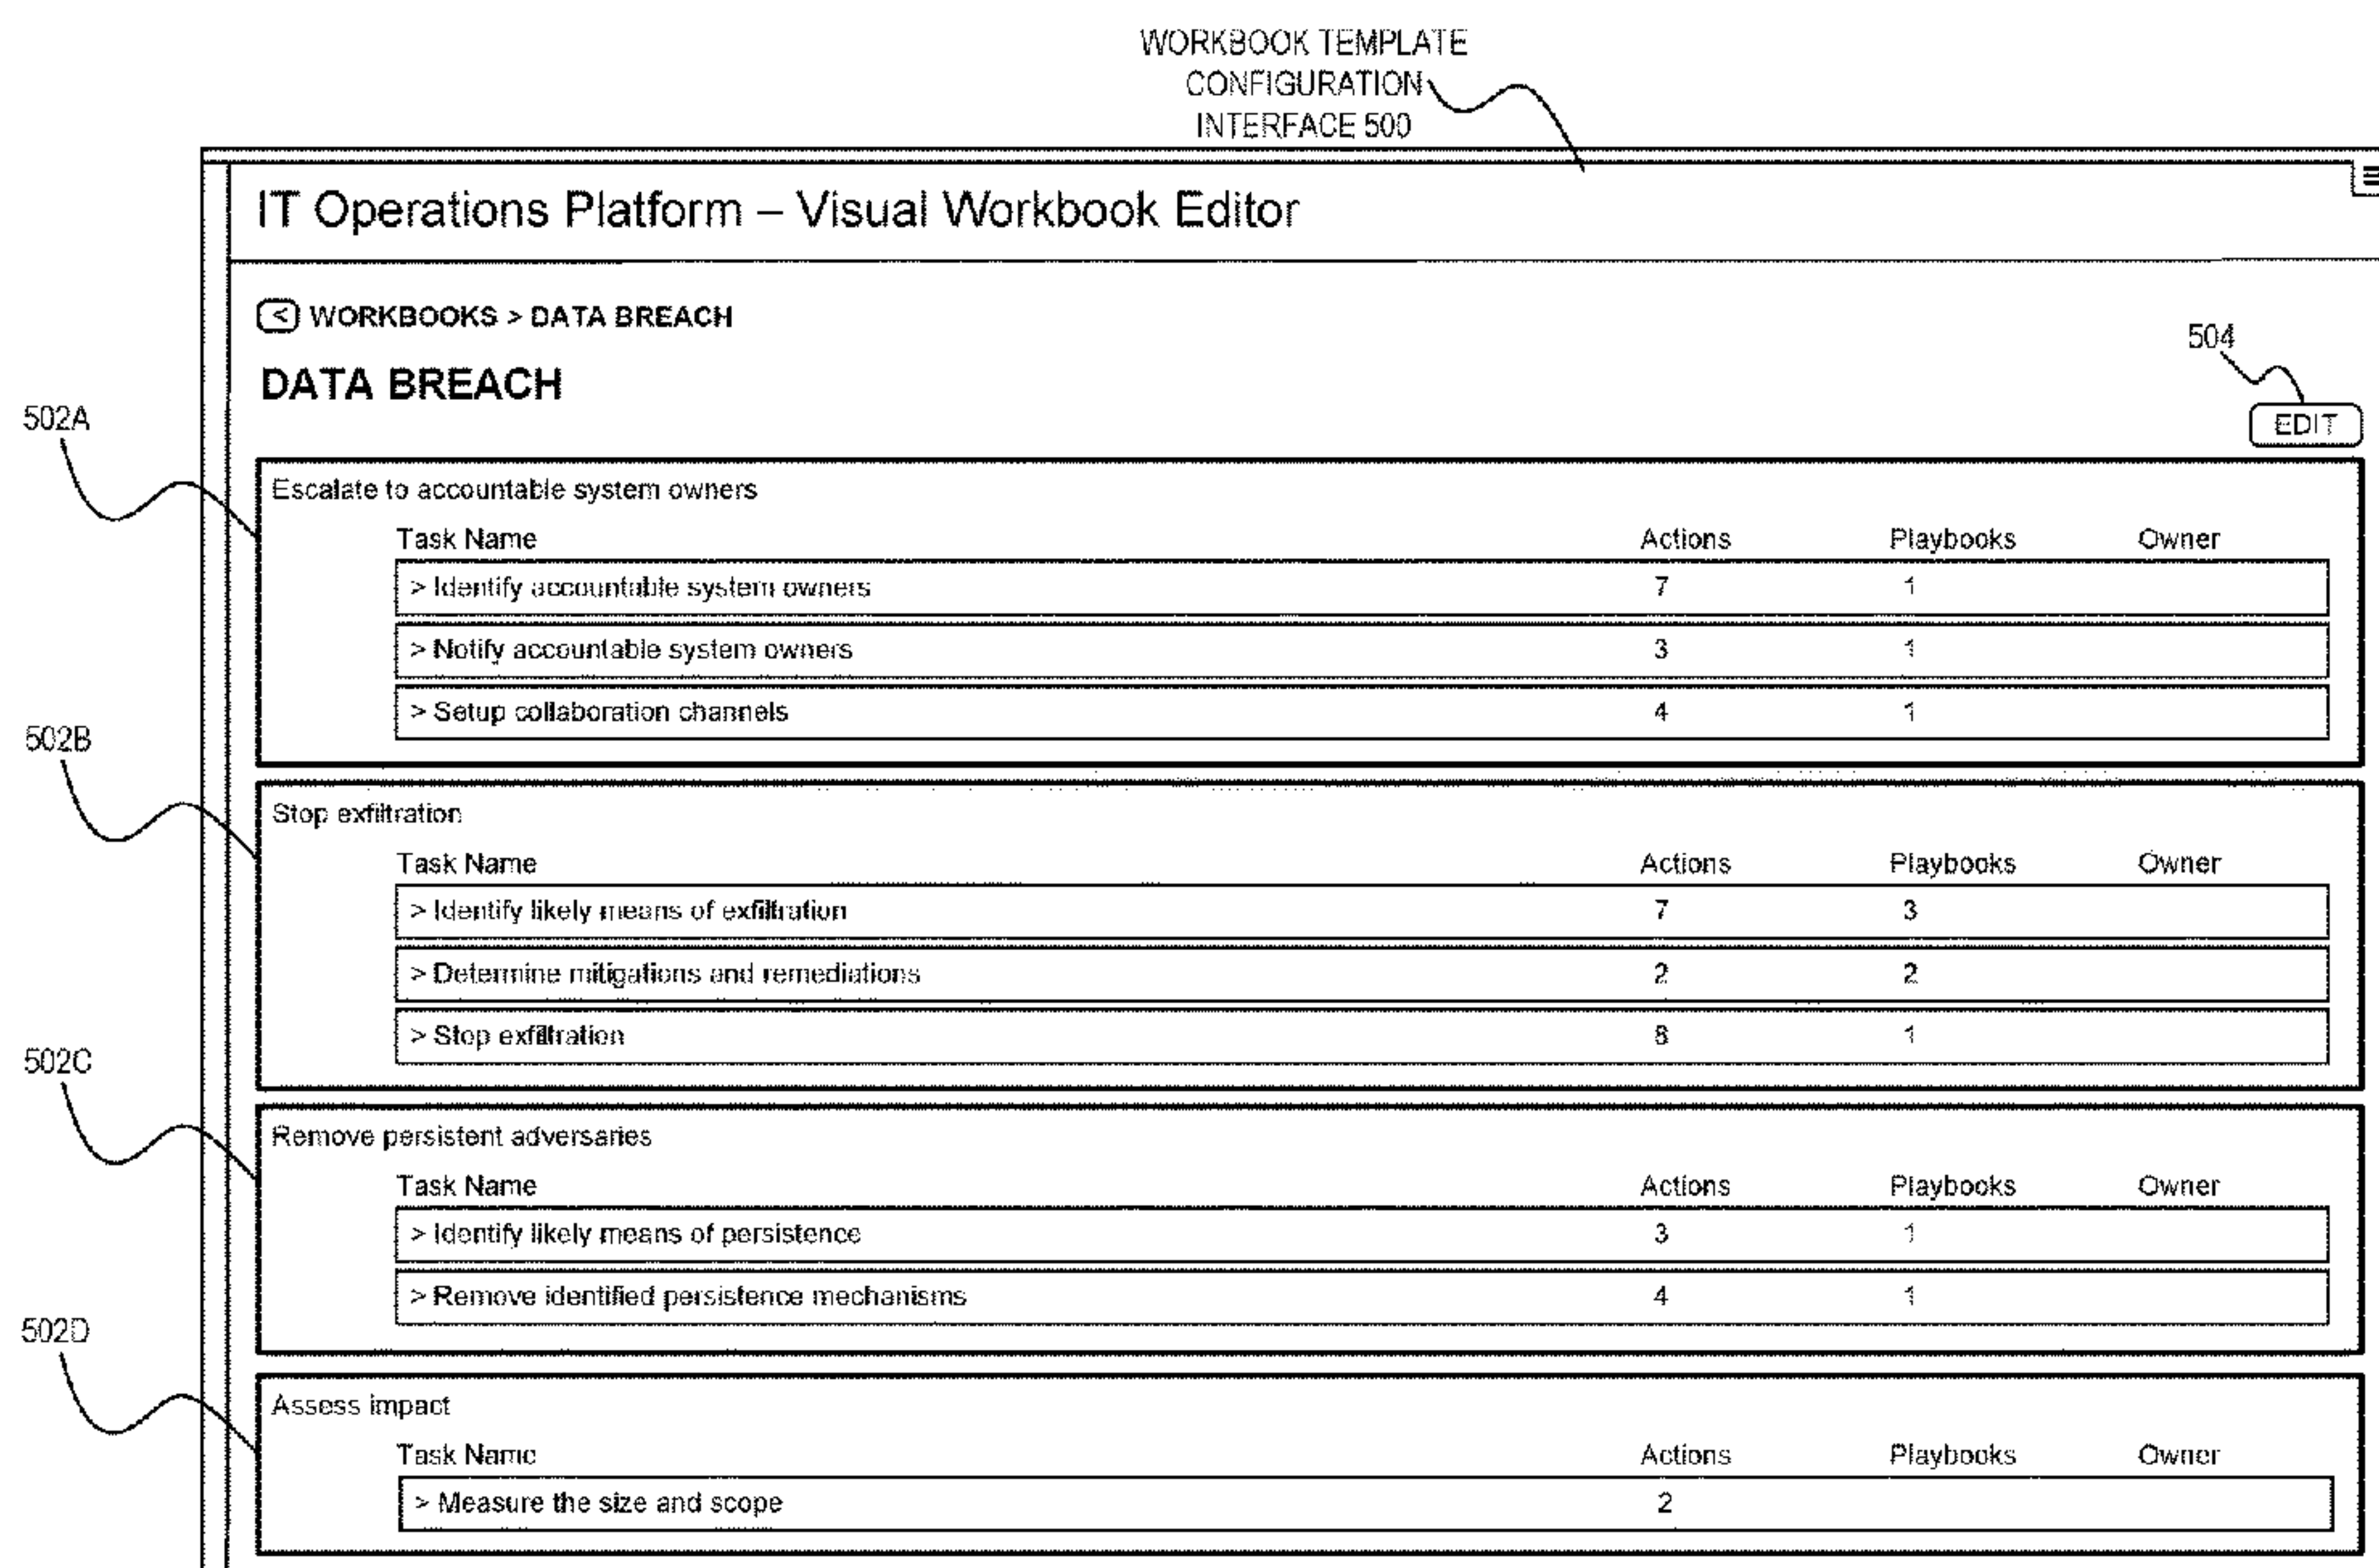 WORKBOOK TEMPLATE
CONFIGURATION
INTERFACE 500
IT Operations Platform – Visual Workbook Editor
< WORKBOOKS > DATA BREACH
504
DATA BREACH
EDIT
502A
Escalate to accountable system owners
Task Name Actions Playbooks Owner
> Identify accountable system owners 7 1
> Notify accountable system owners 3 1
> Setup collaboration channels 4 1
502B
Stop exfiltration
Task Name Actions Playbooks Owner
> Identify likely means of exfiltration 7 3
> Determine mitigations and remediations 2 2
> Stop exfiltration 8 1
502C
Remove persistent adversaries
Task Name Actions Playbooks Owner
> Identify likely means of persistence 3 1
> Remove identified persistence mechanisms 4 1
502D
Assess impact
Task Name Actions Playbooks Owner
> Measure the size and scope 2